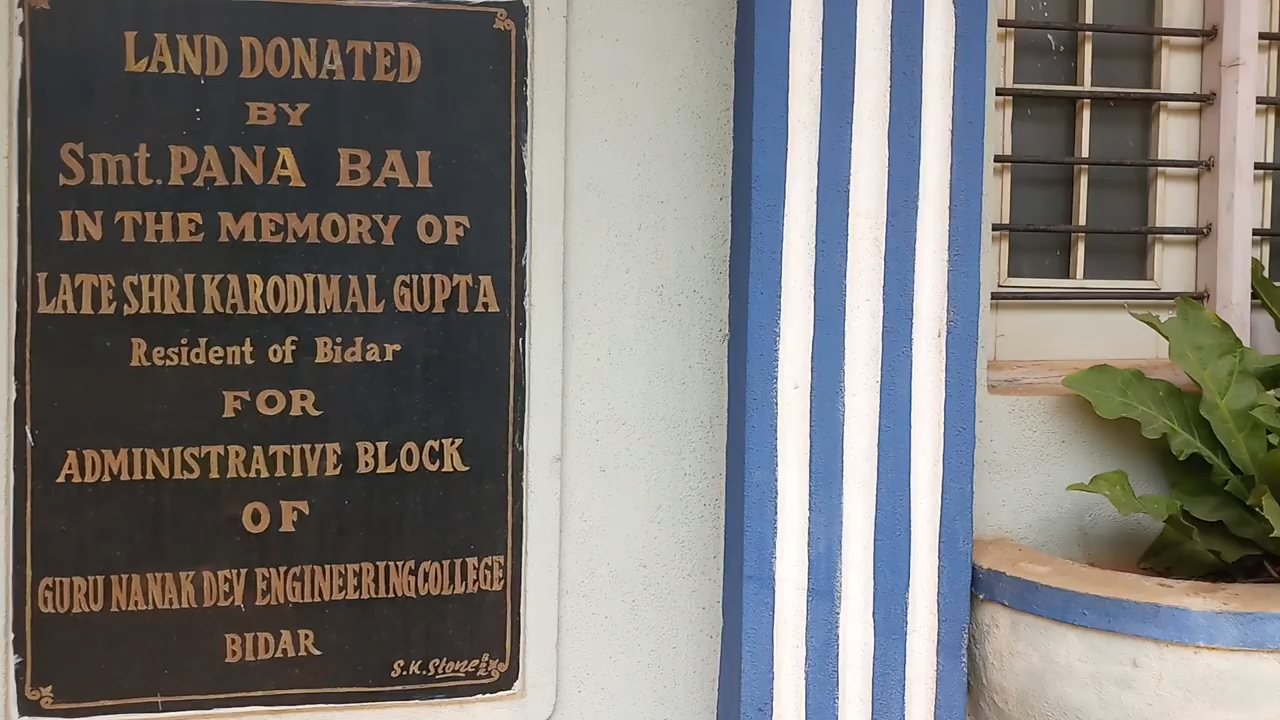 LAND DONATED
BY
Smt. PANA BAI
IN THE MEMORY OF
LATE SHRI KARODIMAL GUPTA
Resident of Bidar
FOR
ADMINISTRATIVE BLOCK
OF
GURU NANAK DEV ENGINEERING COLLEGE
BIDAR
S.K. Stone